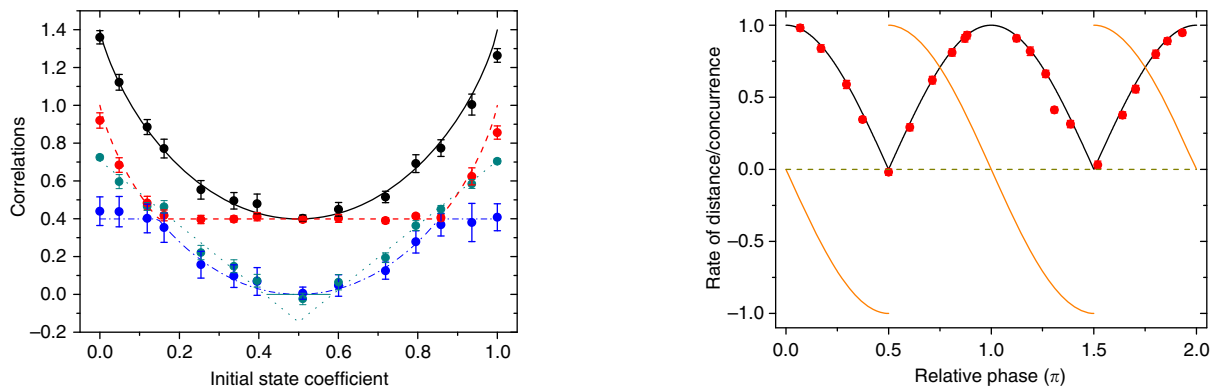 1.4
1.2
1.0
0.8
0.6
0.4
0.2
0.0
–0.2
Correlations
0.0 0.2 0.4 0.6 0.8 1.0
Initial state coefficient
1.0
0.5
0.0
–0.5
–1.0
Rate of distance/concurrence
0.0 0.5 1.0 1.5 2.0
Relative phase (π)